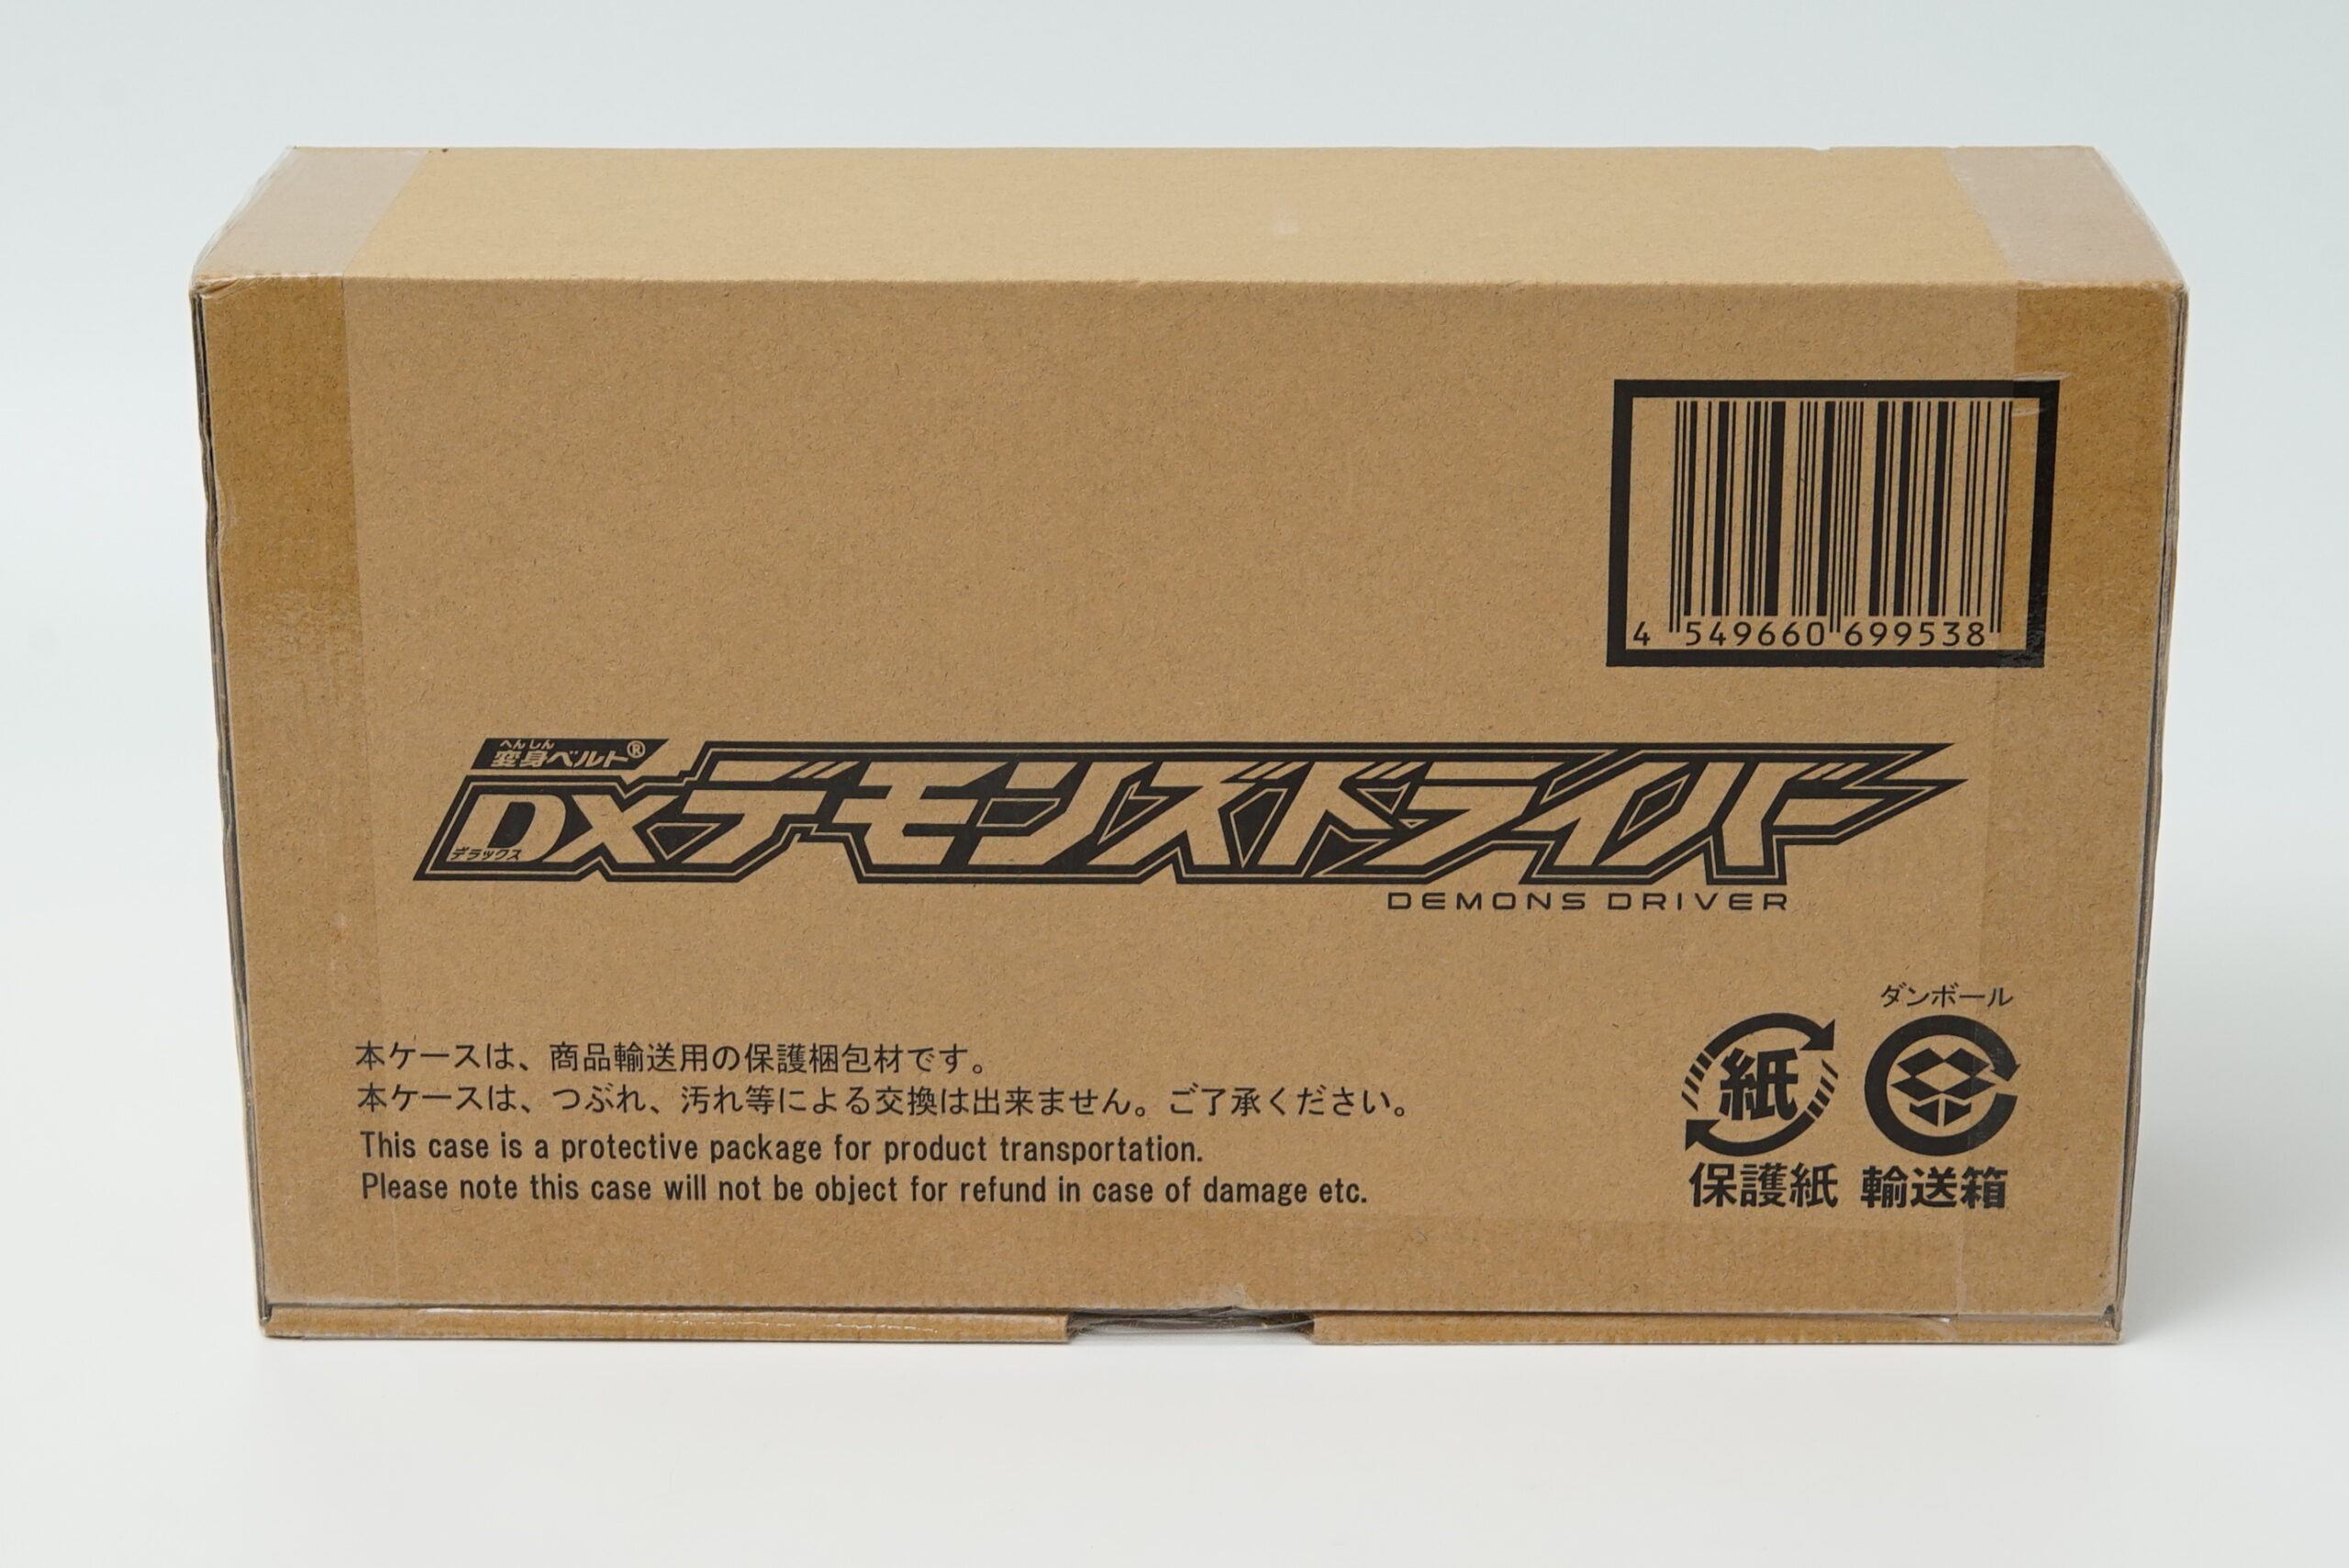 4 549660 699538
へんしん
変身ベルト®
DXデモンズドライバー
デラックス
DEMONS DRIVER
ダンボール
紙
保護紙 輸送箱
本ケースは、商品輸送用の保護梱包材です。
本ケースは、つぶれ、汚れ等による交換は出来ません。ご了承ください。
This case is a protective package for product transportation.
Please note this case will not be object for refund in case of damage etc.